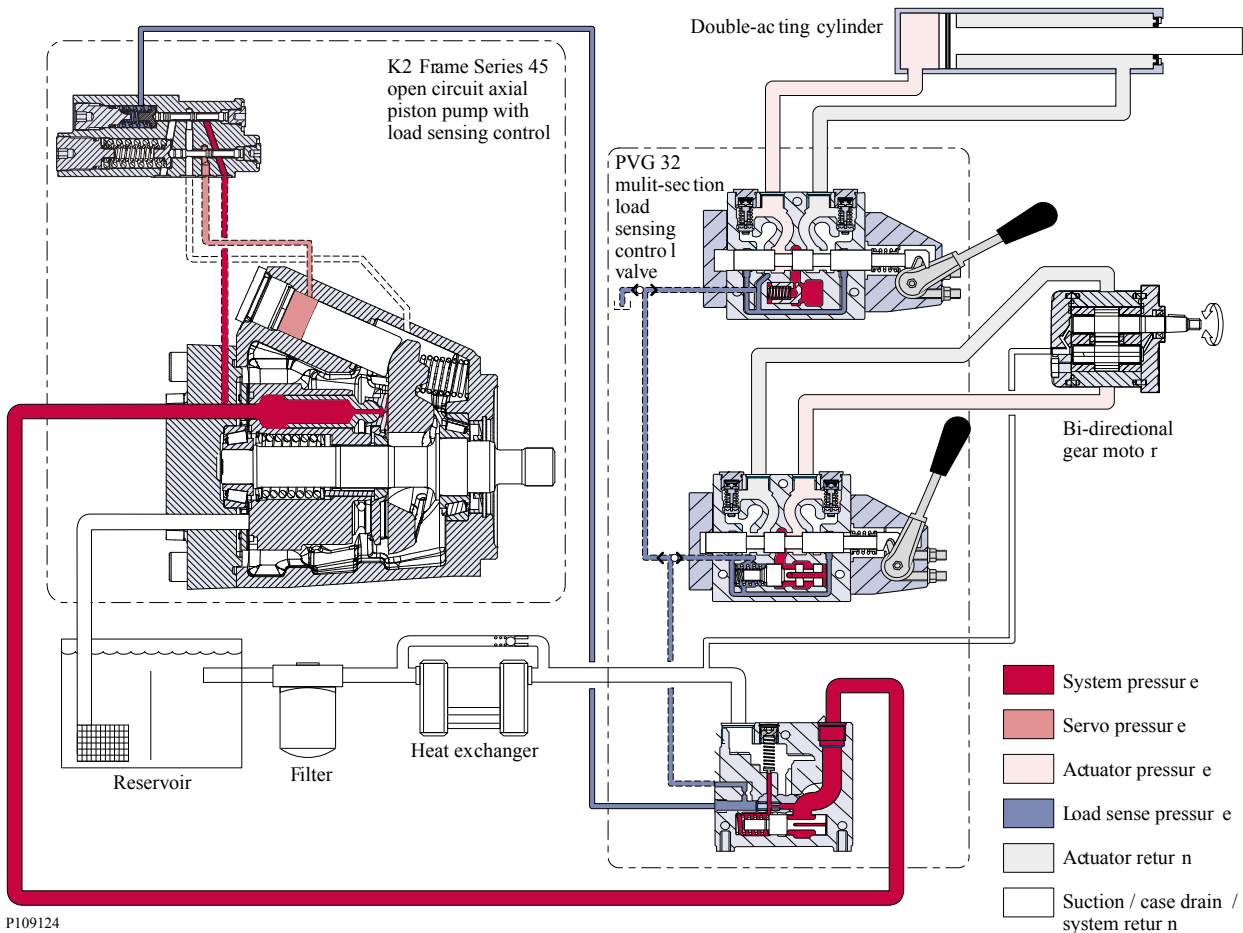 Double-ac ting cylinder
K2 Frame Series 45
open circuit axial
piston pump with
load sensing control
PVG 32
mulit-section
load
sensing
contro l
valve
Bi-directional
gear moto r
Reservoir
Filter
Heat exchanger
System pressur e
Servo pressur e
Actuator pressur e
Load sense pressur e
Actuator retur n
Suction / case drain /
system retur n
P109124